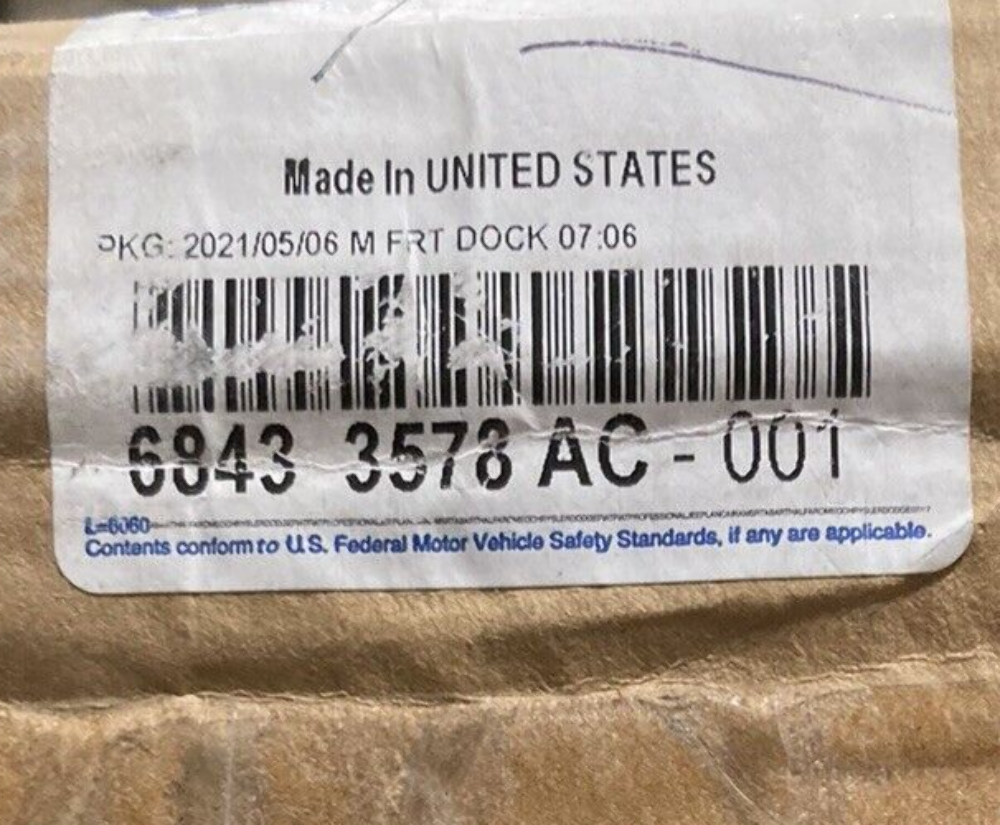 Made In UNITED STATES
PKG: 2021/05/06 M FRT DOCK 07:06
6843 3578 AC - 001
L=6060
Contents conform to U.S. Federal Motor Vehicle Safety Standards, if any are applicable.